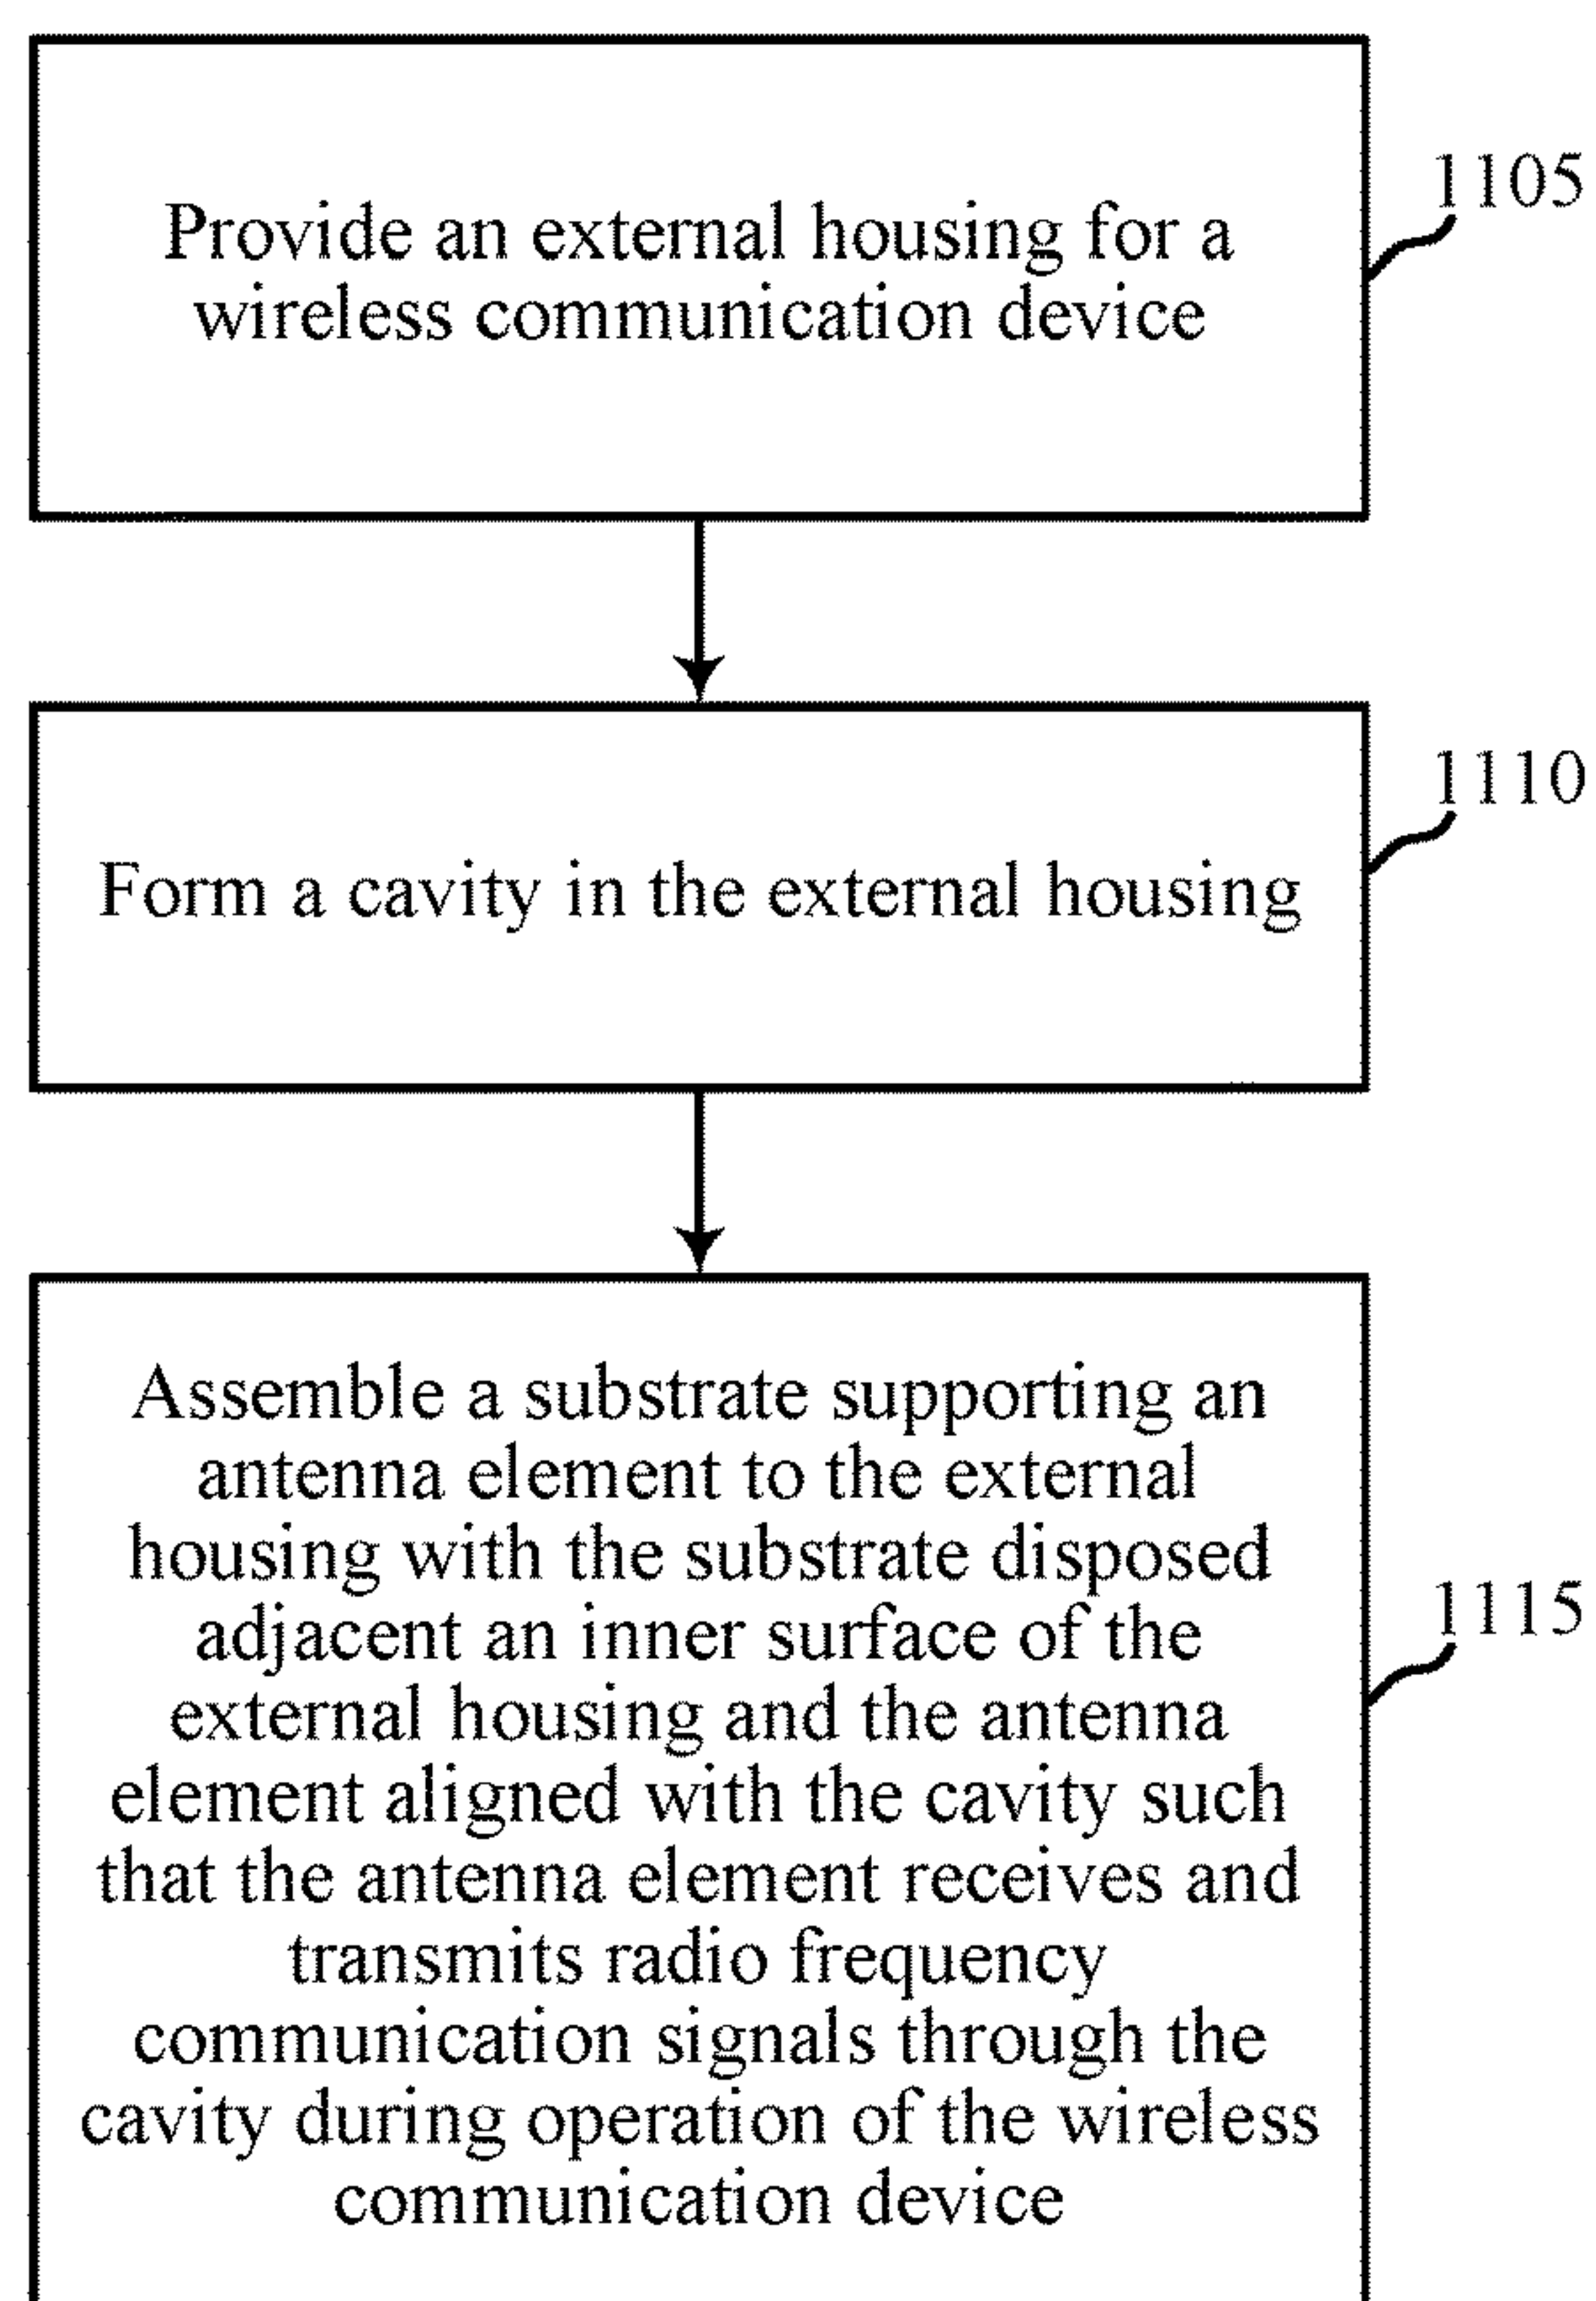 Provide an external housing for a
wireless communication device
1105
Form a cavity in the external housing
1110
Assemble a substrate supporting an
antenna element to the external
housing with the substrate disposed
adjacent an inner surface of the
external housing and the antenna
element aligned with the cavity such
that the antenna element receives and
transmits radio frequency
communication signals through the
cavity during operation of the wireless
communication device
1115